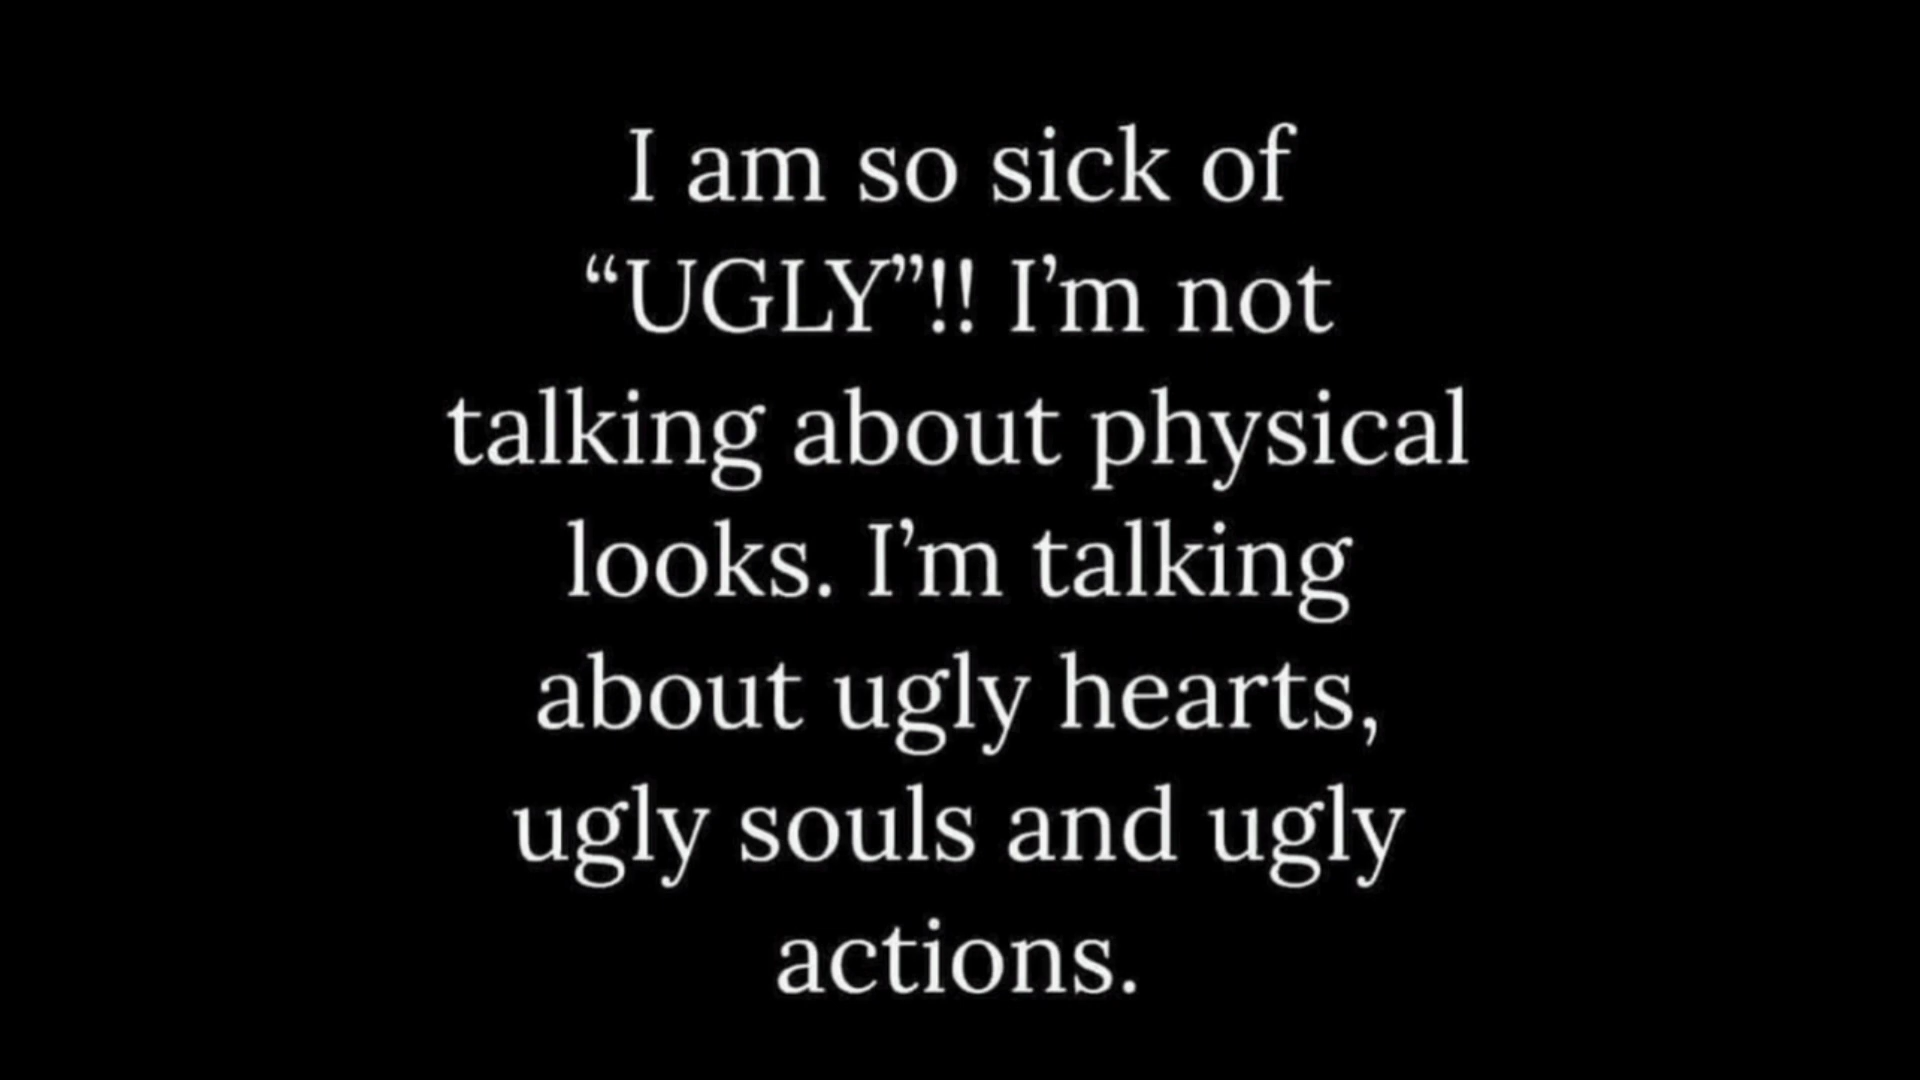 I am so sick of
“UGLY”!! I’m not
talking about physical
looks. I’m talking
about ugly hearts,
ugly souls and ugly
actions.